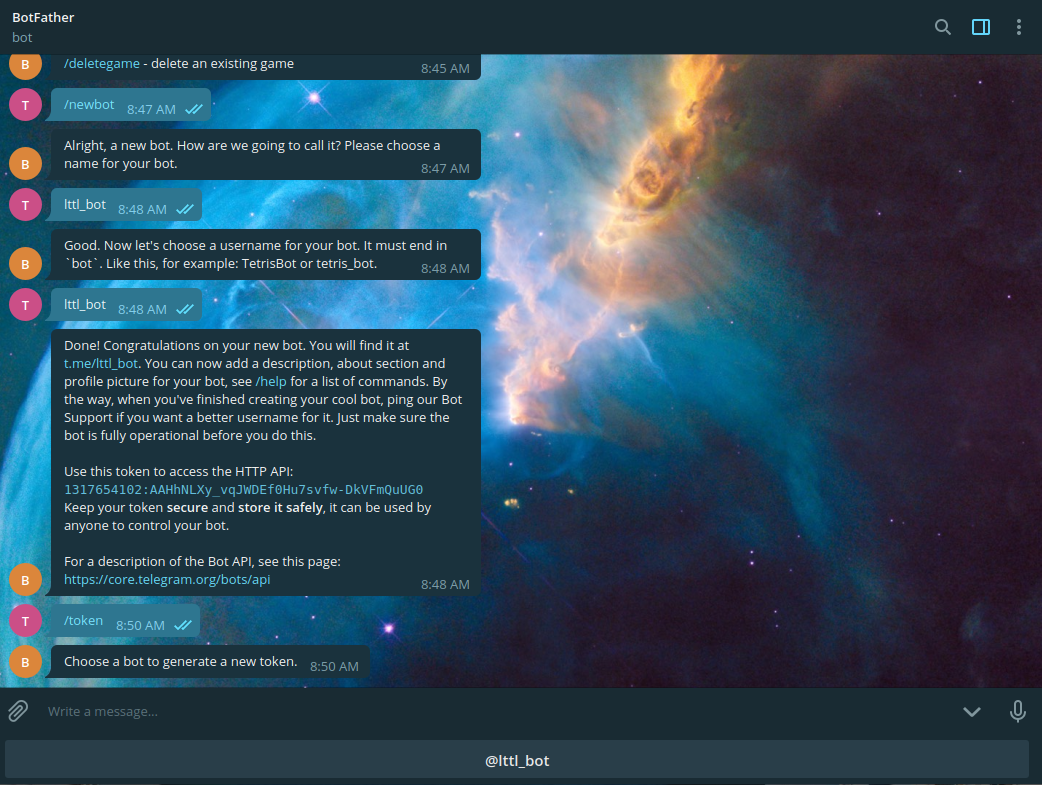 BotFather
bot
/deletegame - delete an existing game
8:45 AM
/newbot 8:47 AM
Alright, a new bot. How are we going to call it? Please choose a
name for your bot.
8:47 AM
lttl_bot 8:48 AM
Good. Now let's choose a username for your bot. It must end in
`bot`. Like this, for example: TetrisBot or tetris_bot.
8:48 AM
lttl_bot 8:48 AM
Done! Congratulations on your new bot. You will find it at
t.me/lttl_bot. You can now add a description, about section and
profile picture for your bot, see /help for a list of commands. By
the way, when you've finished creating your cool bot, ping our Bot
Support if you want a better username for it. Just make sure the
bot is fully operational before you do this.
Use this token to access the HTTP API:
1317654102:AAHhNLXy_vqJWDEf0Hu7svfw-DkVFmQuUG0
Keep your token secure and store it safely, it can be used by
anyone to control your bot.
For a description of the Bot API, see this page:
https://core.telegram.org/bots/api
8:48 AM
/token 8:50 AM
Choose a bot to generate a new token. 8:50 AM
Write a message...
@lttl_bot
B
T
B
T
B
T
B
T
B